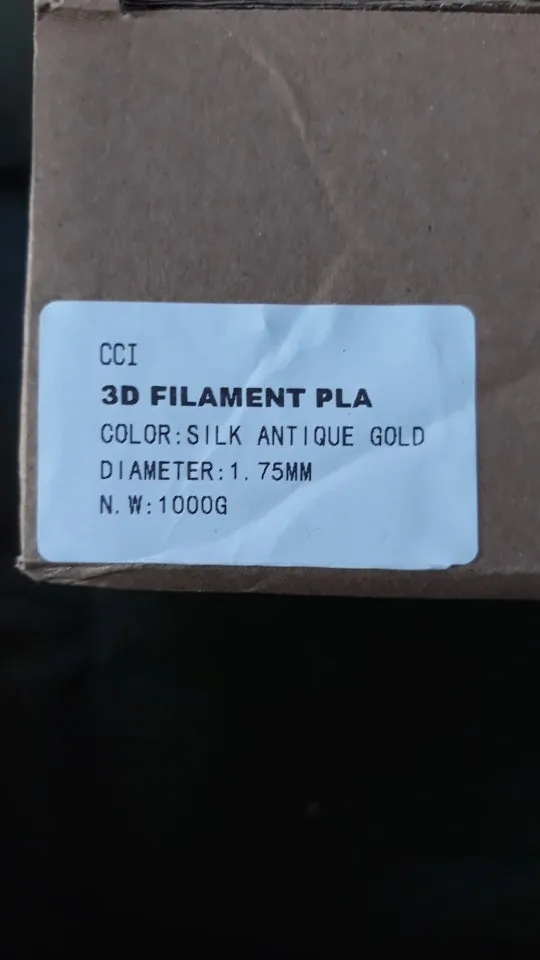 CCI
3D FILAMENT PLA
COLOR:SILK ANTIQUE GOLD
DIAMETER:1.75MM
N.W:1000G